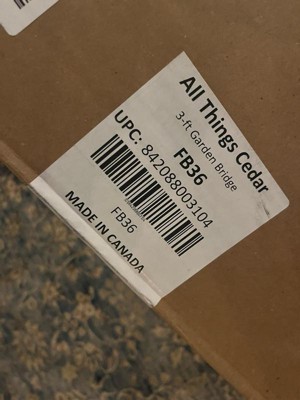 All Things Cedar
3-ft Garden Bridge
FB36
UPC: 842088003104
FB36
MADE IN CANADA